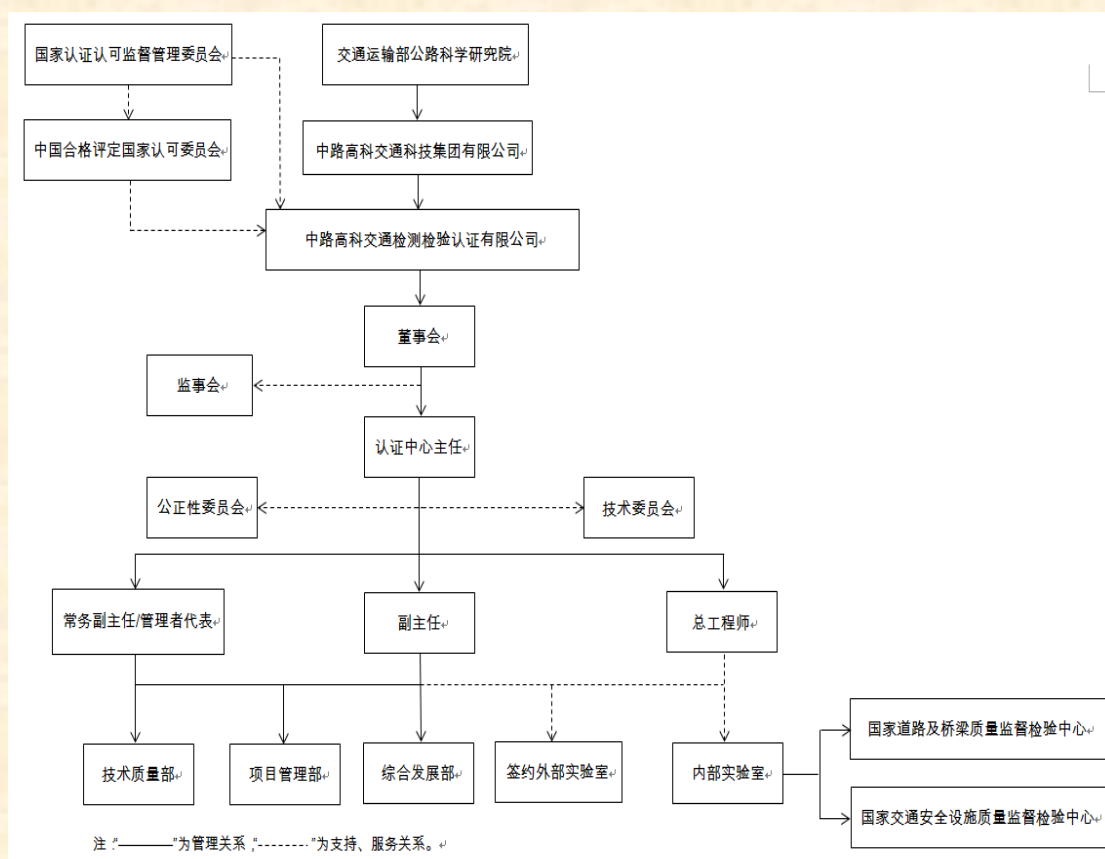 国家认证认可监督管理委员会
交通运输部公路科学研究院
中国合格评定国家认可委员会
中路高科交通科技集团有限公司
中路高科交通检测检验认证有限公司
董事会
监事会
认证中心主任
公正性委员会
技术委员会
常务副主任/管理者代表
副主任
总工程师
国家道路及桥梁质量监督检验中心
技术质量部
项目管理部
综合发展部
签约外部实验室
内部实验室
国家交通安全设施质量监督检验中心
注:“———”为管理关系,“-------”为支持、服务关系。